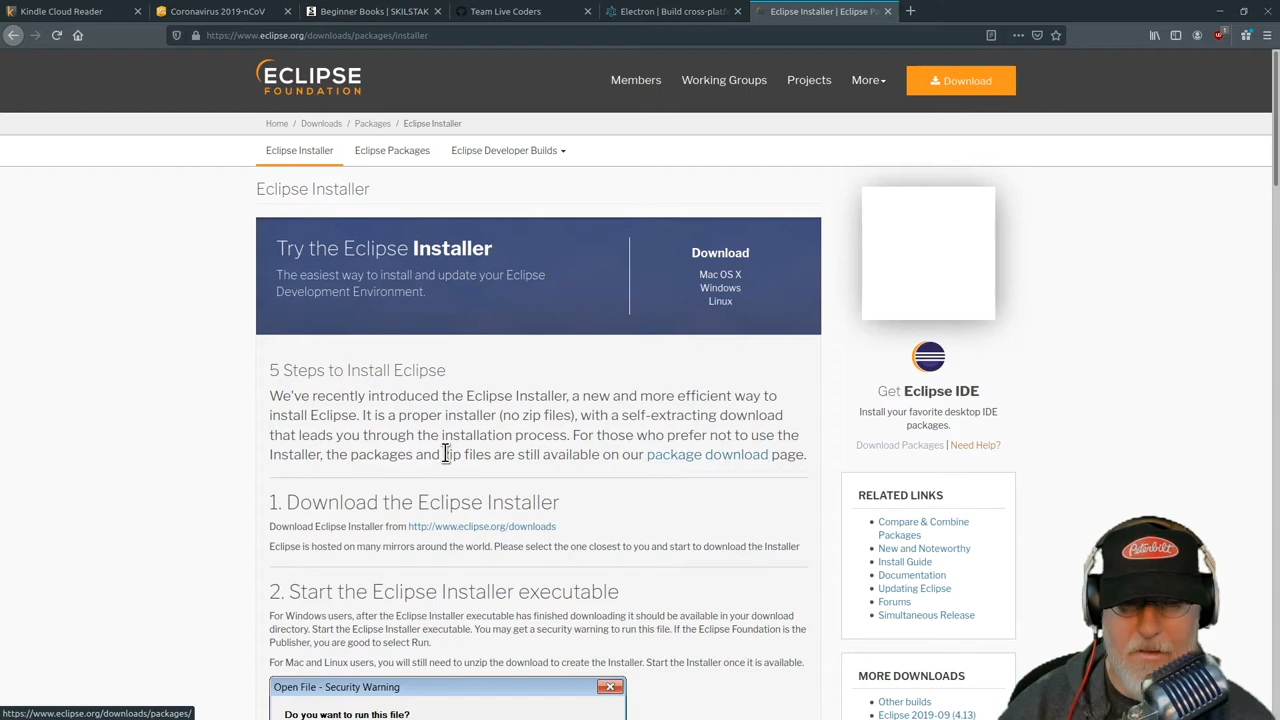 Kindle Cloud Reader
Coronavirus 2019-nCoV
Beginner Books | SKILSTAK
Team Live Coders
Electron | Build cross-platf
Eclipse Installer | Eclipse P
https://www.eclipse.org/downloads/packages/installer
ECLIPSE
FOUNDATION
Members
Working Groups
Projects
More
Download
Home / Downloads / Packages / Eclipse Installer
Eclipse Installer
Eclipse Packages
Eclipse Developer Builds
Eclipse Installer
Try the Eclipse Installer
The easiest way to install and update your Eclipse
Development Environment.
Download
Mac OS X
Windows
Linux
5 Steps to Install Eclipse
We've recently introduced the Eclipse Installer, a new and more efficient way to
install Eclipse. It is a proper installer (no zip files), with a self-extracting download
that leads you through the installation process. For those who prefer not to use the
Installer, the packages and zip files are still available on our package download page.
1. Download the Eclipse Installer
Download Eclipse Installer from http://www.eclipse.org/downloads
Eclipse is hosted on many mirrors around the world. Please select the one closest to you and start to download the Installer
2. Start the Eclipse Installer executable
For Windows users, after the Eclipse Installer executable has finished downloading it should be available in your download
directory. Start the Eclipse Installer executable. You may get a security warning to run this file. If the Eclipse Foundation is the
Publisher, you are good to select Run.
For Mac and Linux users, you will still need to unzip the download to create the Installer. Start the Installer once it is available.
Open File - Security Warning
Do you want to run this file?
Get Eclipse IDE
Install your favorite desktop IDE
packages.
Download Packages | Need Help?
RELATED LINKS
Compare & Combine
Packages
New and Noteworthy
Install Guide
Documentation
Updating Eclipse
Forums
Simultaneous Release
MORE DOWNLOADS
Other builds
Eclipse 2019-09 (4.13)
Peterbilt
https://www.eclipse.org/downloads/packages/